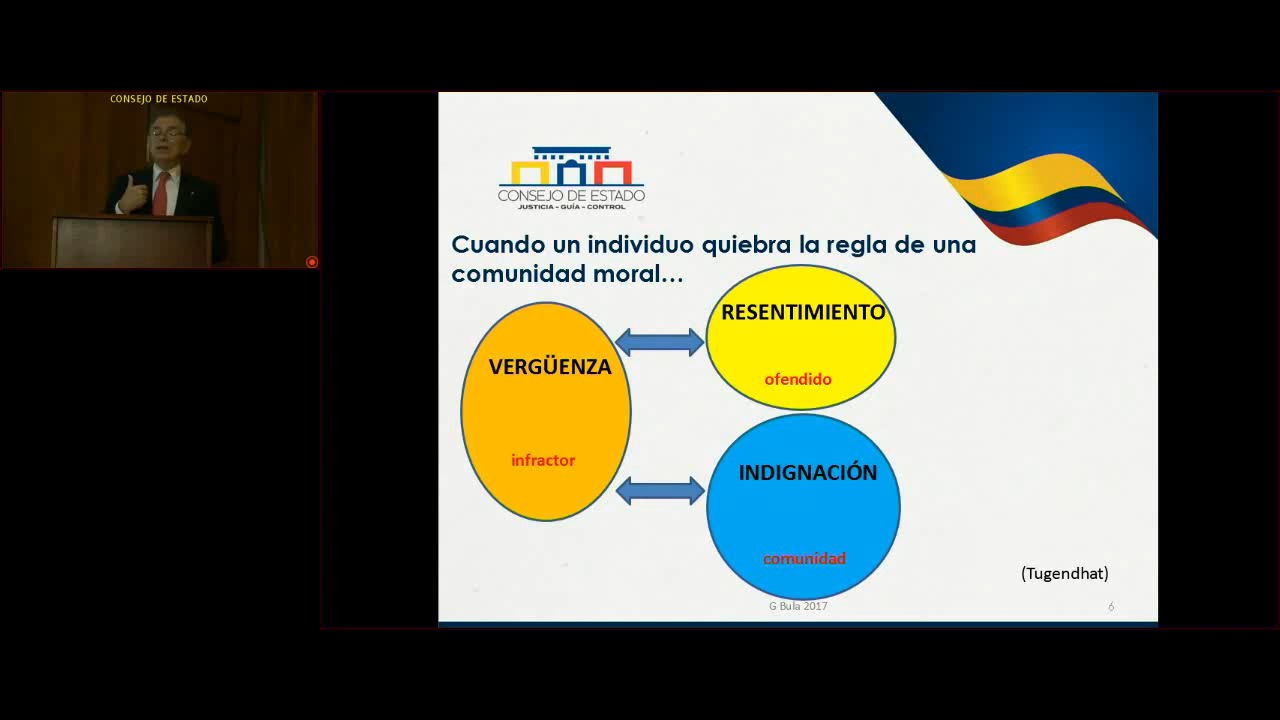 CONSEJO DE ESTADO
CONSEJO DE ESTADO
JUSTICIA - GUÍA - CONTROL
Cuando un individuo quiebra la regla de una
comunidad moral...
RESENTIMIENTO
ofendido
VERGÜENZA
infractor
INDIGNACIÓN
comunidad
(Tugendhat)
G Bula 2017
6